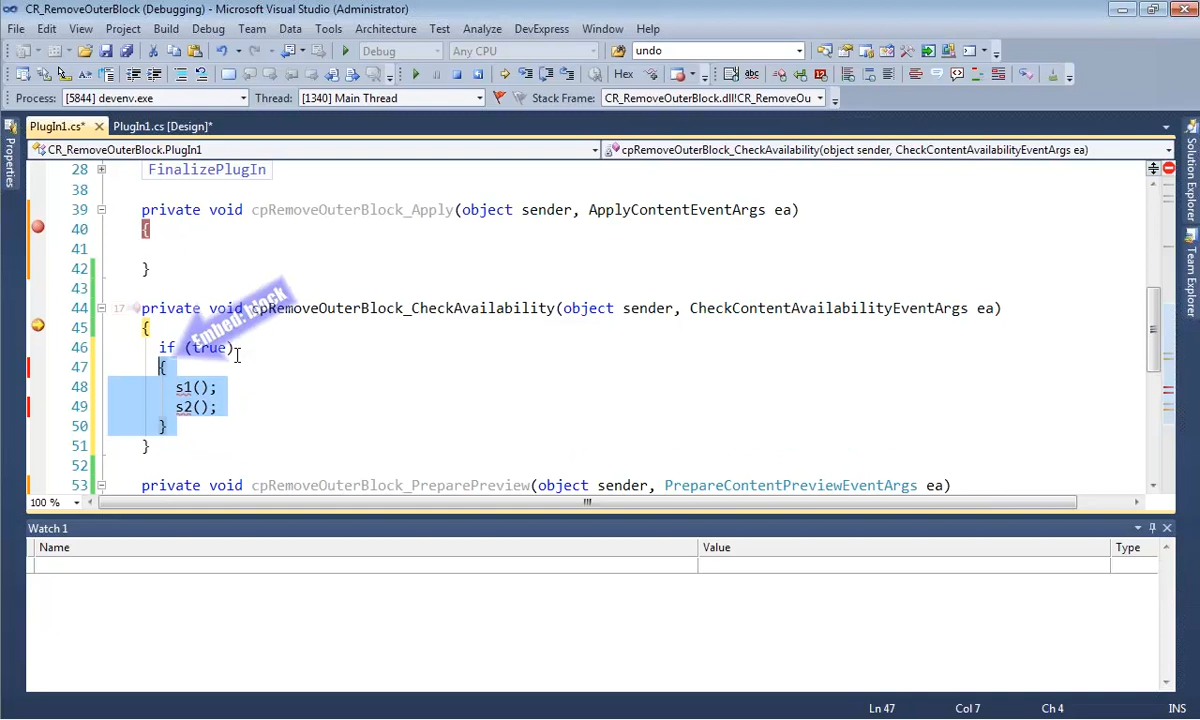 CR_RemoveOuterBlock (Debugging) - Microsoft Visual Studio (Administrator)
File Edit View Project Build Debug Team Data Tools Architecture Test Analyze DevExpress Window Help
Debug Any CPU undo
Hex
Process: [5844] devenv.exe Thread: [1340] Main Thread Stack Frame: CR_RemoveOuterBlock.dll!CR_RemoveOu
PlugIn1.cs* PlugIn1.cs [Design]*
CR_RemoveOuterBlock.PlugIn1 cpRemoveOuterBlock_CheckAvailability(object sender, CheckContentAvailabilityEventArgs ea)
Properties
Solution Explorer
Team Explorer
28 FinalizePlugIn
38
39 private void cpRemoveOuterBlock_Apply(object sender, ApplyContentEventArgs ea)
40 {
41
42 }
43
44 17 private void cpRemoveOuterBlock_CheckAvailability(object sender, CheckContentAvailabilityEventArgs ea)
45 {
Embed: block
46 if (true)
47 {
48 s1();
49 s2();
50 }
51 }
52
53 private void cpRemoveOuterBlock_PreparePreview(object sender, PrepareContentPreviewEventArgs ea)
100 %
Watch 1
Name Value Type
Ln 47 Col 7 Ch 4 INS